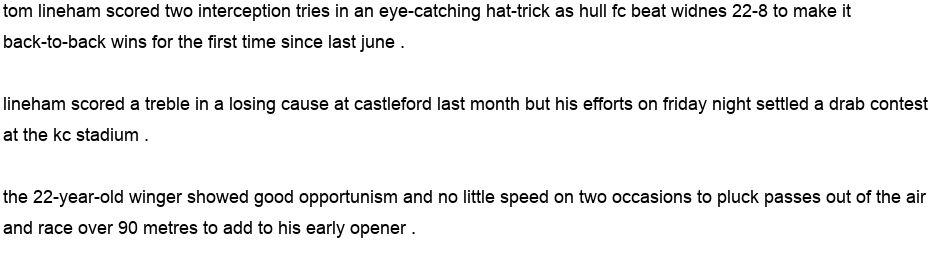 tom lineham scored two interception tries in an eye-catching hat-trick as hull fc beat widnes 22-8 to make it
back-to-back wins for the first time since last june .
lineham scored a treble in a losing cause at castleford last month but his efforts on friday night settled a drab contest
at the kc stadium .
the 22-year-old winger showed good opportunism and no little speed on two occasions to pluck passes out of the air
and race over 90 metres to add to his early opener .